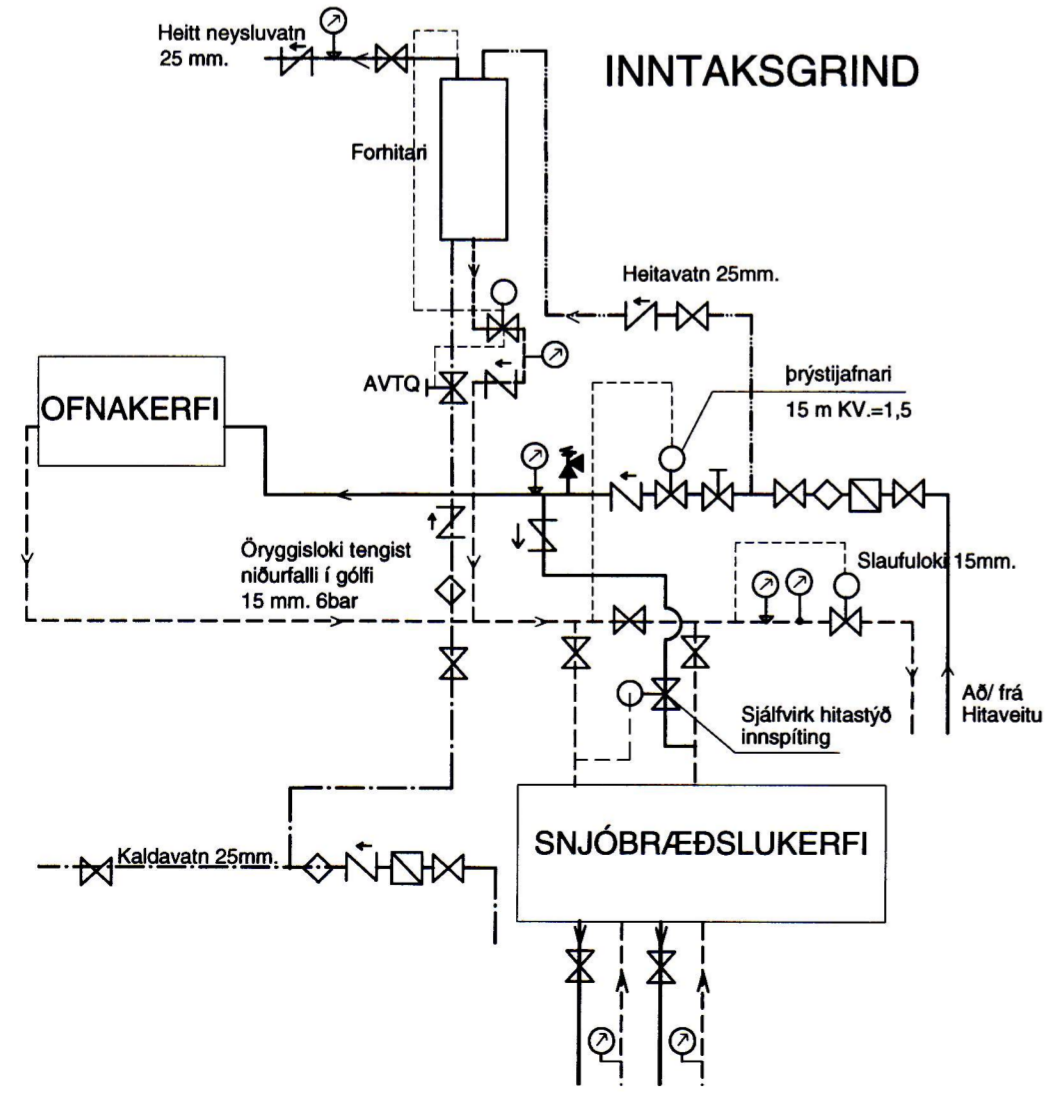 Heitt neysluvatn
25 mm.
INNTAKSGRIND
Forhitari
Heitavatn 25mm.
AVTQ
þrýstijafnari
15 m KV.=1,5
OFNAKERFI
Öryggisloki tengist
niðurfalli í gólfi
15 mm. 6bar
Slaufuloki 15mm.
Að/ frá
Hitaveitu
Sjálfvirk hitastýð
innspíting
Kaldavatn 25mm.
SNJÓBRÆÐSLUKERFI